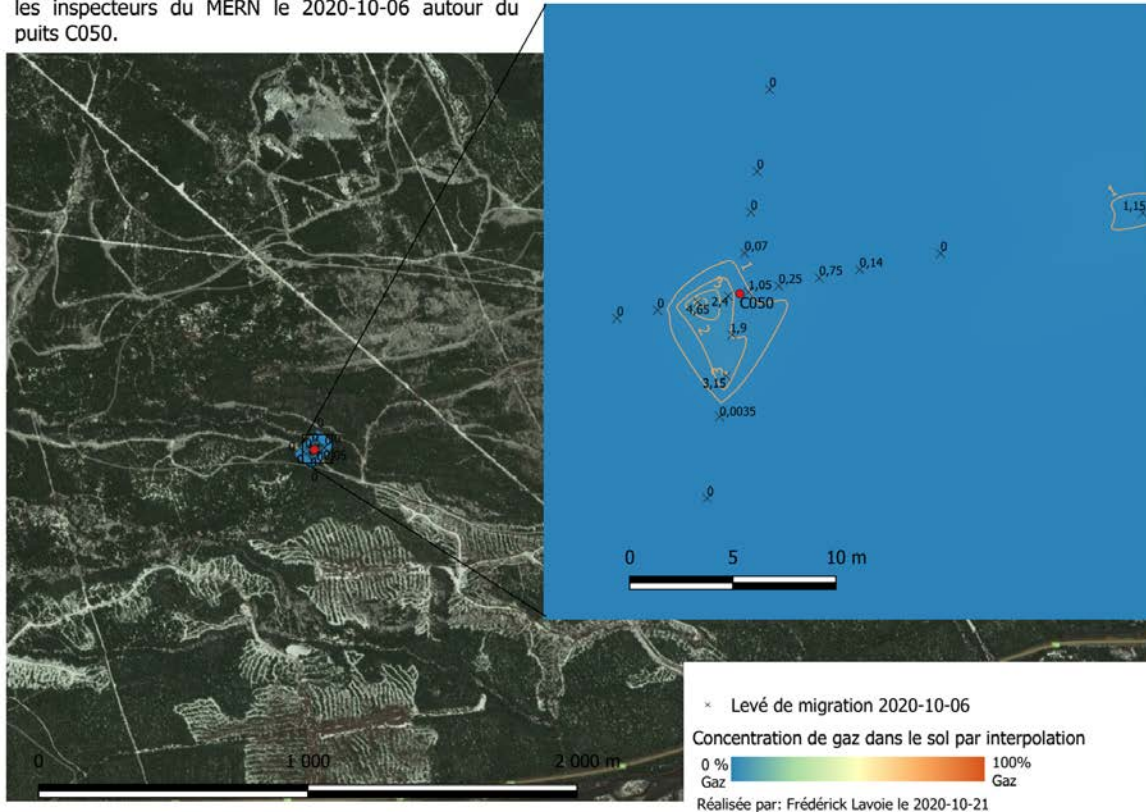 les inspecteurs du MERN le 2020-10-06 autour du
puits C050.
0
0
0
0,07
1
1,15
0
0,14
0,75
0,25
1,05
C050
2,4
4,65
0
0
2
1,9
3
3,15
0,0035
0
0 5 10 m
0 1 000 2 000 m
× Levé de migration 2020-10-06
Concentration de gaz dans le sol par interpolation
0 % 100%
Gaz Gaz
Réalisée par: Frédérick Lavoie le 2020-10-21